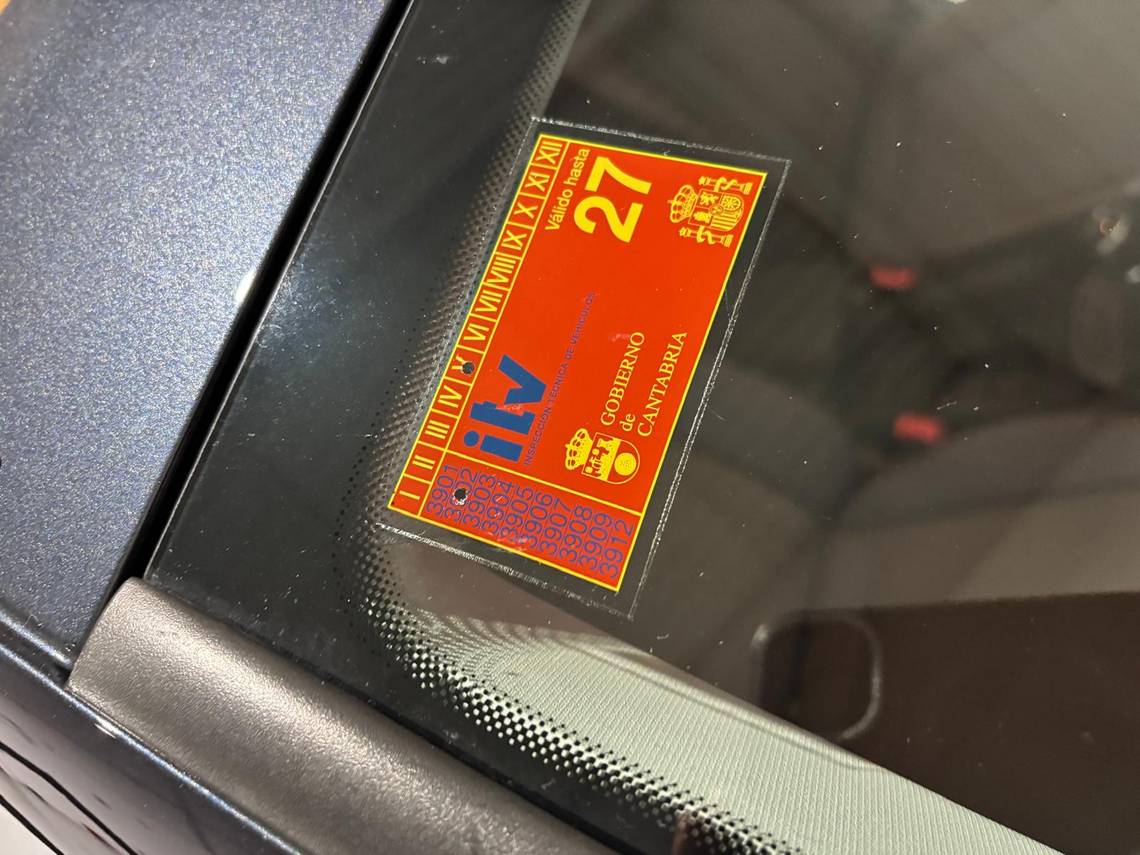 I II III IV V VI VII VIII IX X XI XII
Válido hasta
27
itv
INSPECCIÓN TÉCNICA DE VEHÍCULOS
GOBIERNO
de
CANTABRIA
3901
3902
3903
3904
3905
3906
3907
3908
3909
3912